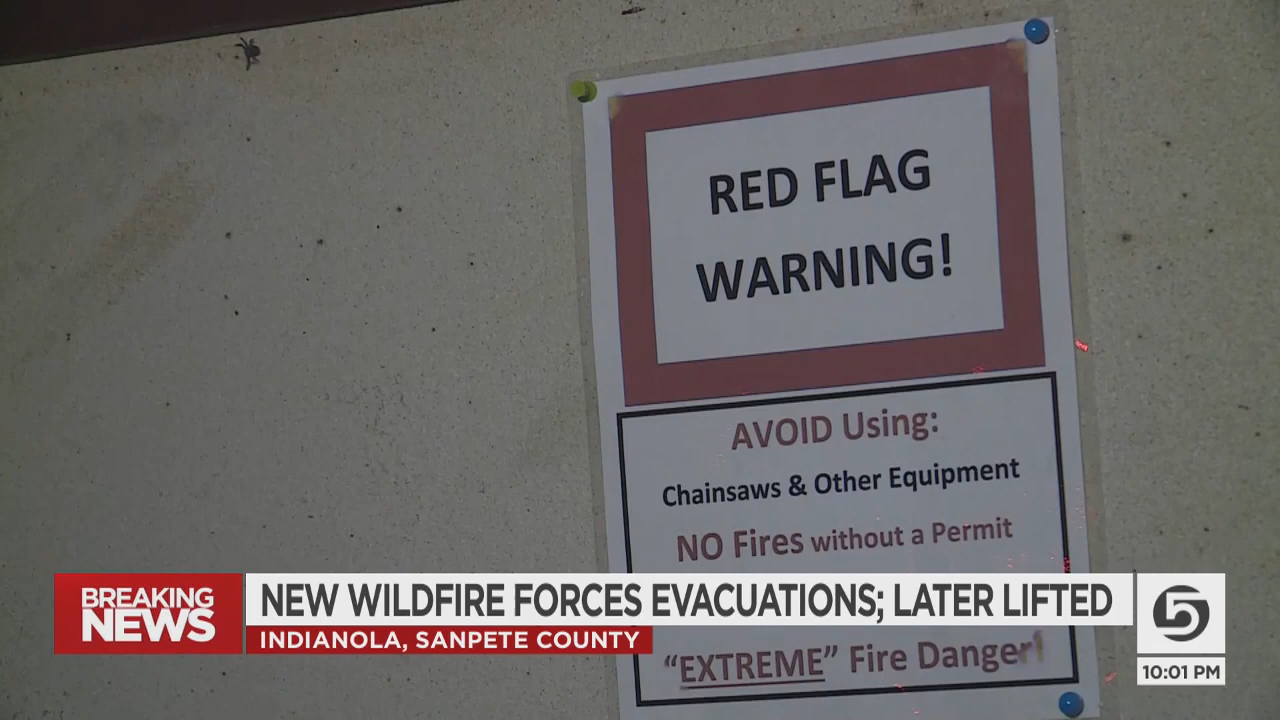 RED FLAG
WARNING!
AVOID Using:
Chainsaws & Other Equipment
NO Fires without a Permit
"EXTREME" Fire Danger!
BREAKING
NEWS
NEW WILDFIRE FORCES EVACUATIONS; LATER LIFTED
INDIANOLA, SANPETE COUNTY
5
10:01 PM